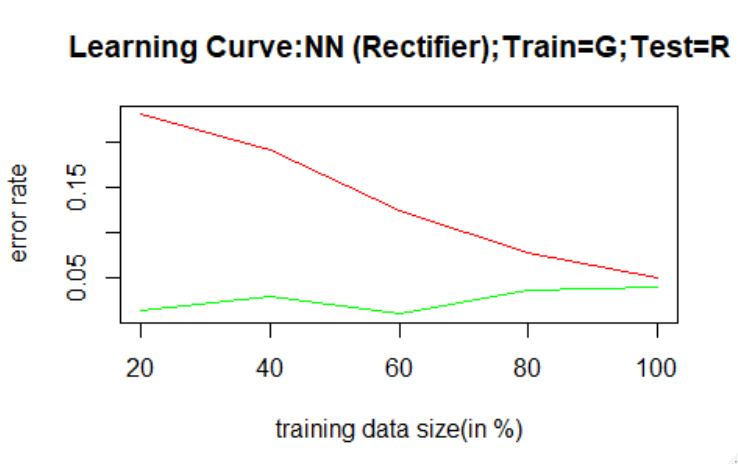 Learning Curve:NN (Rectifier);Train=G;Test=R
error rate
0.15
0.05
20 40 60 80 100
training data size(in %)